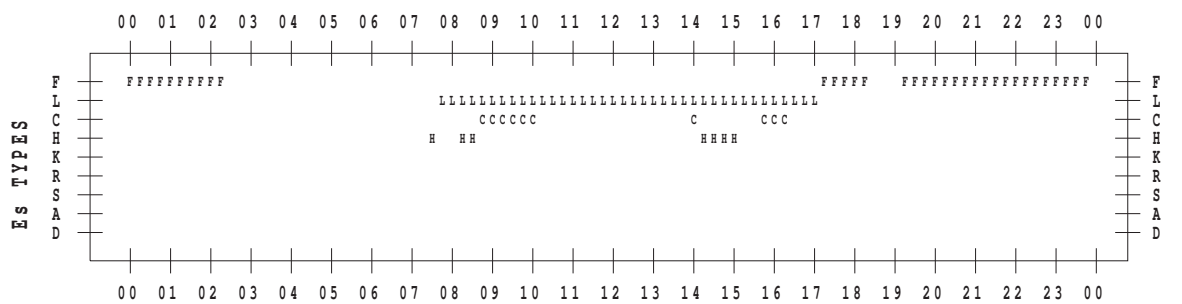 00 01 02 03 04 05 06 07 08 09 10 11 12 13 14 15 16 17 18 19 20 21 22 23 00
F FFFFFFFFFF FFFFF FFFFFFFFFFFFFFFFFFF F
L LLLLLLLLLLLLLLLLLLLLLLLLLLLLLLLLLLLLLL L
C CCCCCC C CCC C
H H HH HHHH H
K K
R R
S S
A A
D D
Es TYPES
00 01 02 03 04 05 06 07 08 09 10 11 12 13 14 15 16 17 18 19 20 21 22 23 00